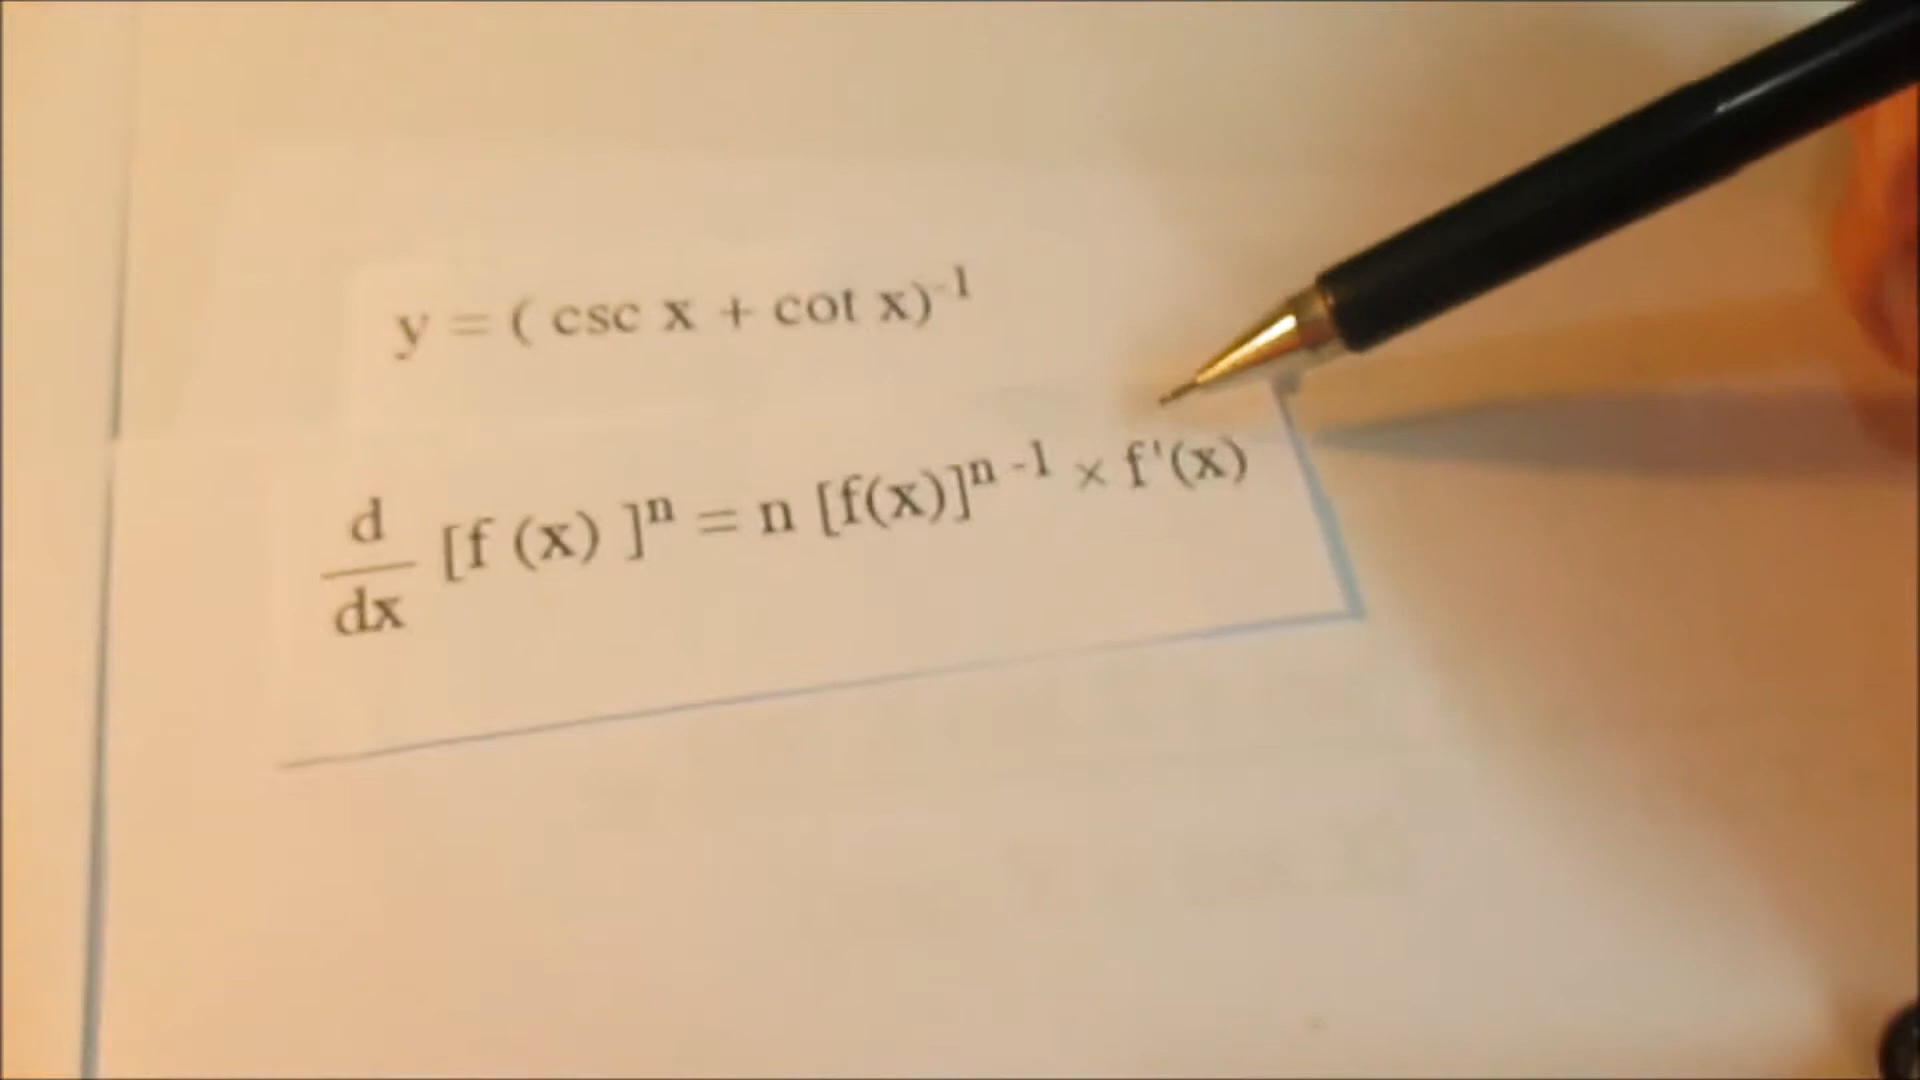 y = ( csc x + cot x)⁻¹
d/dx [f (x) ]ⁿ = n [f(x)]ⁿ ⁻¹ × f'(x)